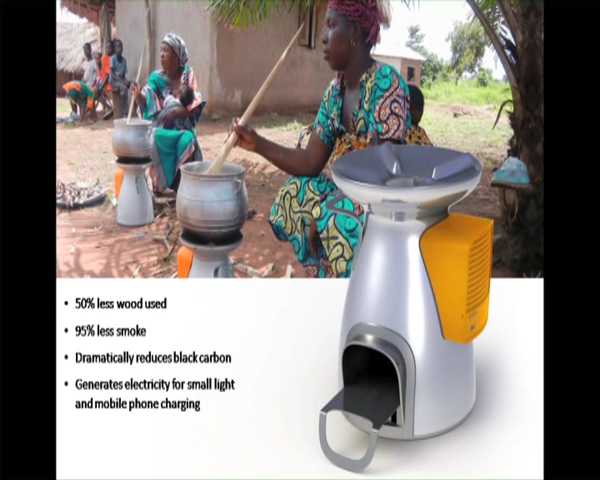 • 50% less wood used
• 95% less smoke
• Dramatically reduces black carbon
• Generates electricity for small light
and mobile phone charging